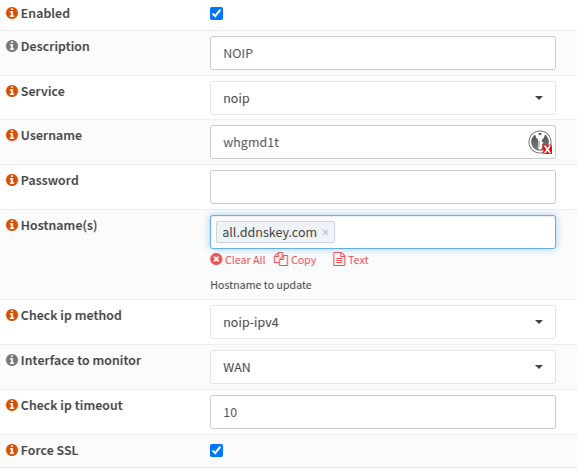 Enabled
Description NOIP
Service noip
Username whgmd1t
Password
Hostname(s) all.ddnskey.com ×
Clear All Copy Text
Hostname to update
Check ip method noip-ipv4
Interface to monitor WAN
Check ip timeout 10
Force SSL